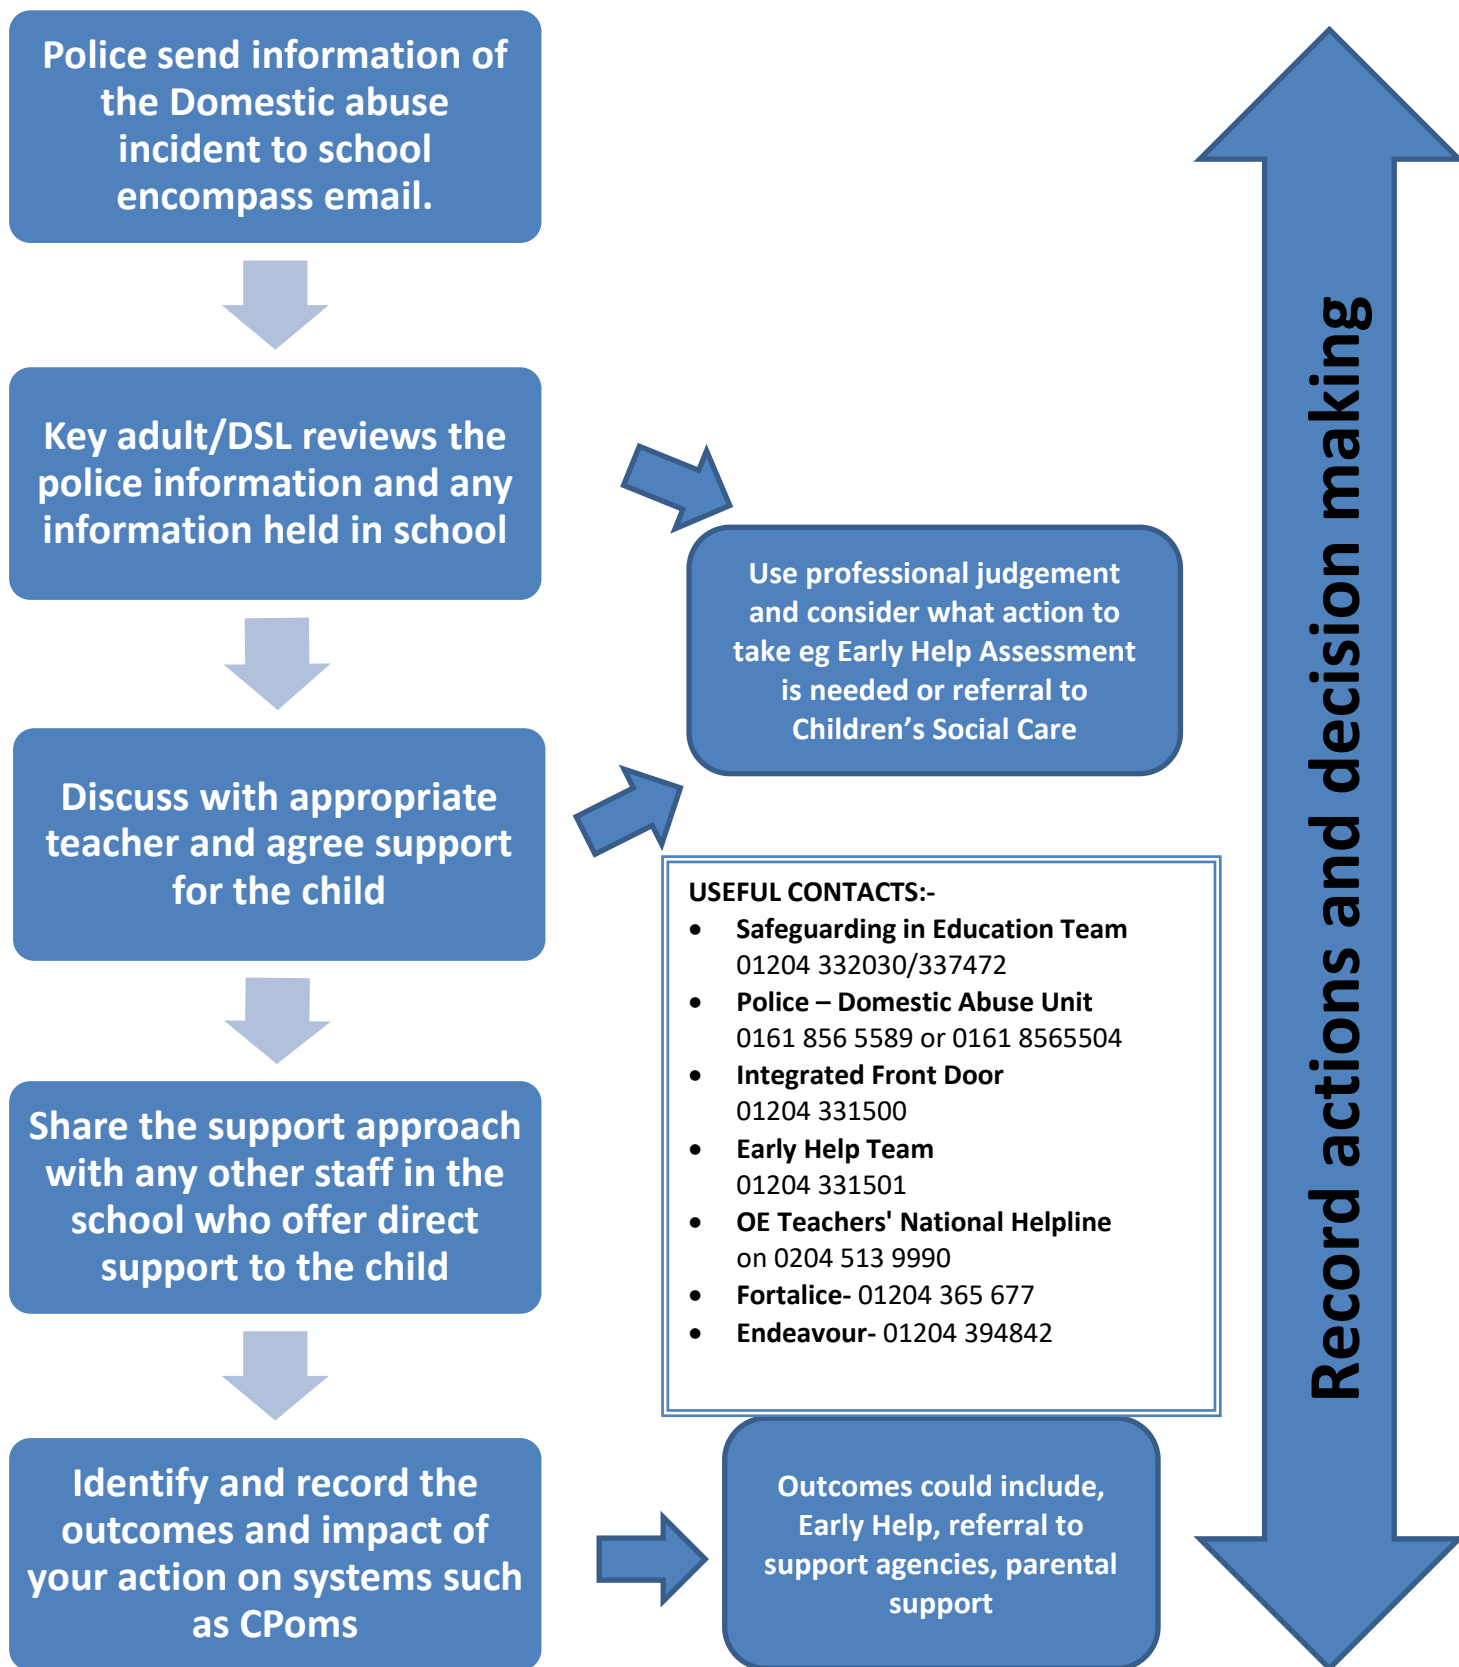 Police send information of
the Domestic abuse
incident to school
encompass email.
Key adult/DSL reviews the
police information and any
information held in school
Use professional judgement
and consider what action to
take eg Early Help Assessment
is needed or referral to
Children’s Social Care
Discuss with appropriate
teacher and agree support
for the child
USEFUL CONTACTS:-
• Safeguarding in Education Team
01204 332030/337472
• Police – Domestic Abuse Unit
0161 856 5589 or 0161 8565504
• Integrated Front Door
01204 331500
• Early Help Team
01204 331501
• OE Teachers' National Helpline
on 0204 513 9990
• Fortalice- 01204 365 677
• Endeavour- 01204 394842
Share the support approach
with any other staff in the
school who offer direct
support to the child
Identify and record the
outcomes and impact of
your action on systems such
as CPoms
Outcomes could include,
Early Help, referral to
support agencies, parental
support
Record actions and decision making